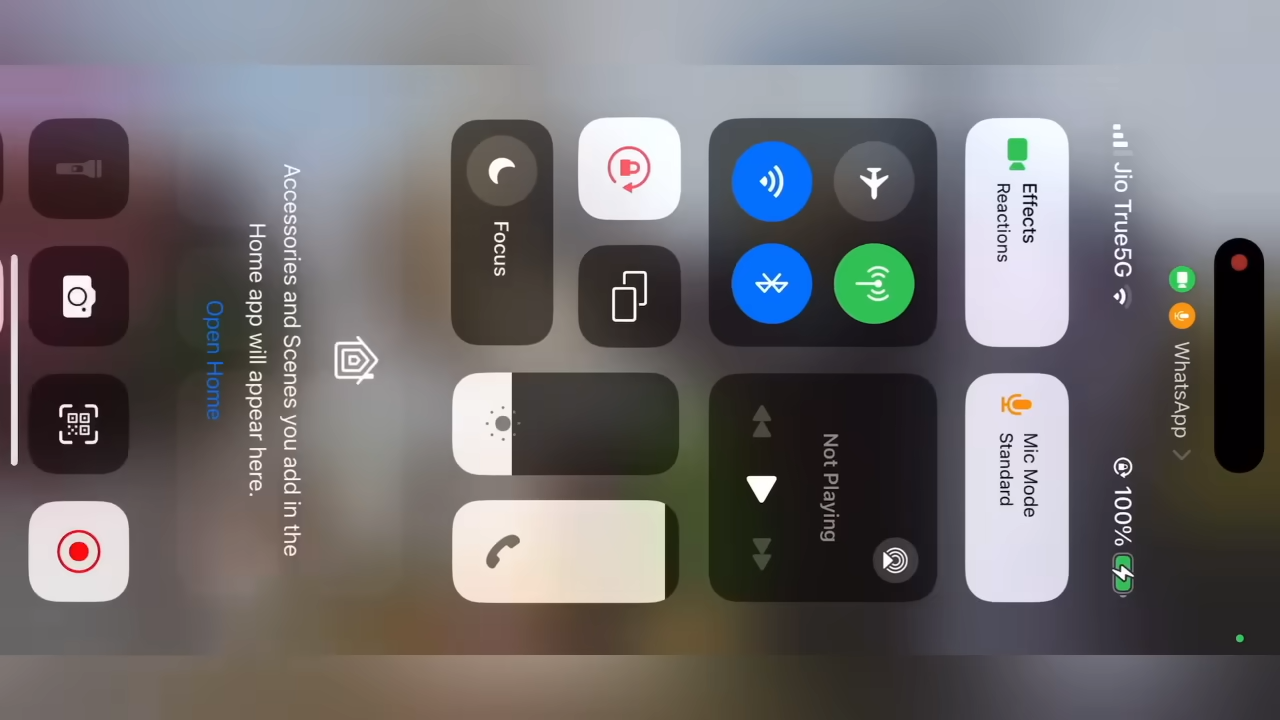 WhatsApp
Jio True5G
100%
Effects
Reactions
Mic Mode
Standard
Not Playing
Focus
Accessories and Scenes you add in the
Home app will appear here.
Open Home